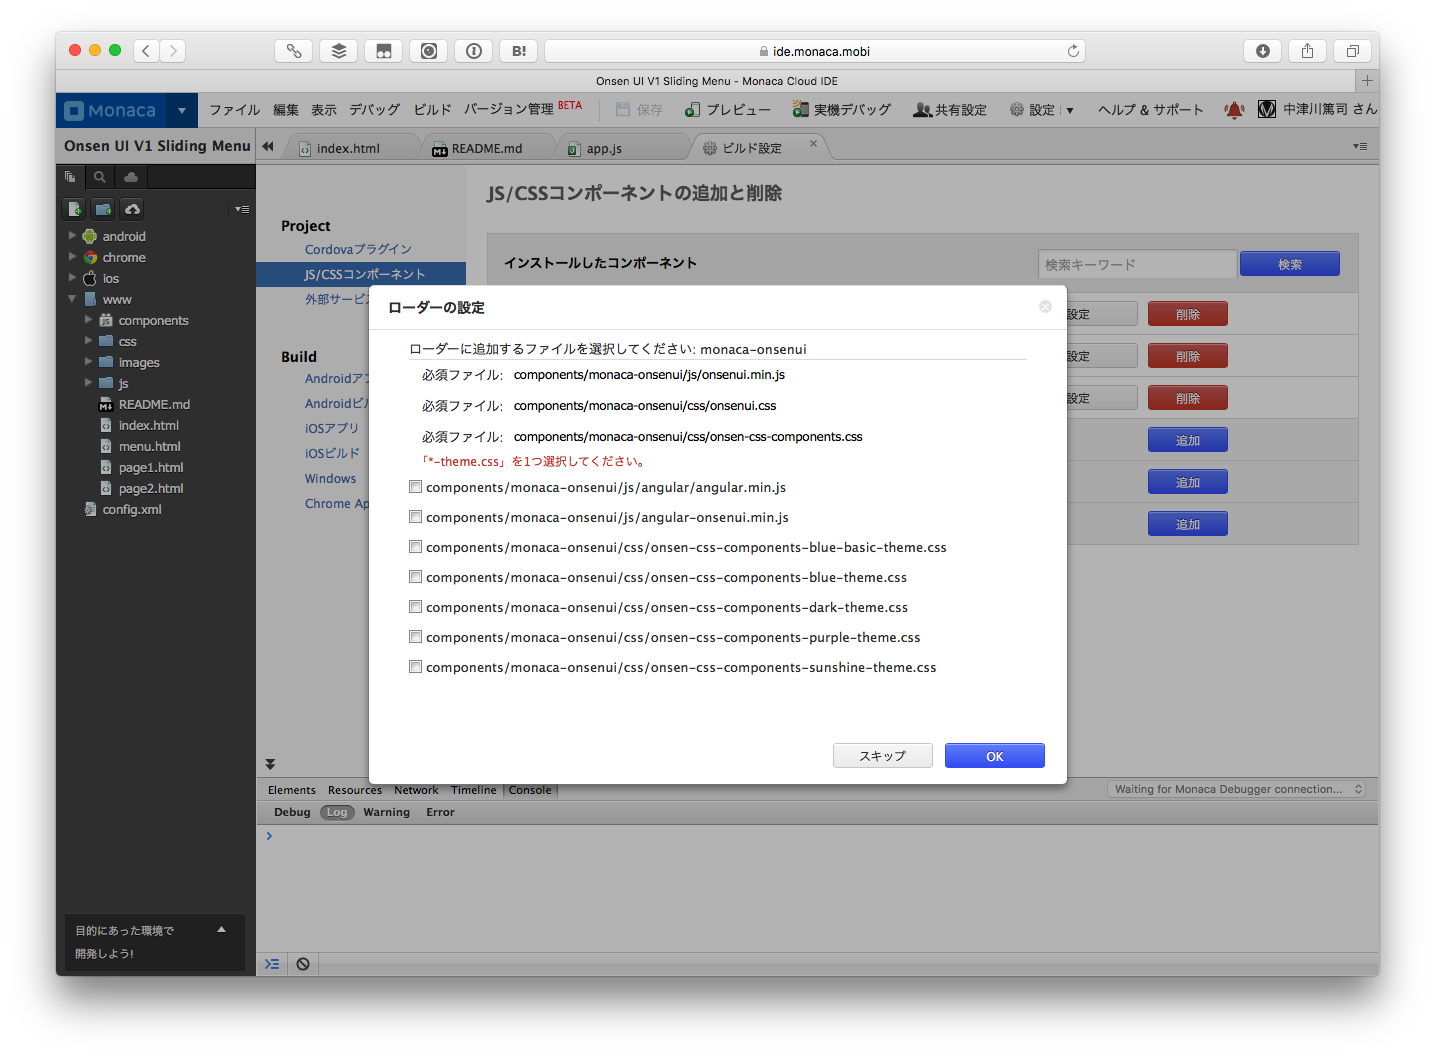 B!
ide.monaca.mobi
Onsen UI V1 Sliding Menu - Monaca Cloud IDE
Monaca
ファイル 編集 表示 デバッグ ビルド バージョン管理 BETA 保存 プレビュー 実機デバッグ 共有設定 設定 ヘルプ & サポート 中津川篤司 さん
Onsen UI V1 Sliding Menu
index.html
README.md
app.js
ビルド設定
android
chrome
ios
www
components
css
images
js
README.md
index.html
menu.html
page1.html
page2.html
config.xml
目的にあった環境で
開発しよう!
Project
Cordovaプラグイン
JS/CSSコンポーネント
外部サービ
Build
Androidア
Androidビ
iOSアプリ
iOSビルド
Windows
Chrome Ap
JS/CSSコンポーネントの追加と削除
インストールしたコンポーネント
検索キーワード
検索
設定 削除
設定 削除
設定 削除
追加
追加
追加
ローダーの設定
ローダーに追加するファイルを選択してください: monaca-onsenui
必須ファイル: components/monaca-onsenui/js/onsenui.min.js
必須ファイル: components/monaca-onsenui/css/onsenui.css
必須ファイル: components/monaca-onsenui/css/onsen-css-components.css
「*-theme.css」を1つ選択してください。
components/monaca-onsenui/js/angular/angular.min.js
components/monaca-onsenui/js/angular-onsenui.min.js
components/monaca-onsenui/css/onsen-css-components-blue-basic-theme.css
components/monaca-onsenui/css/onsen-css-components-blue-theme.css
components/monaca-onsenui/css/onsen-css-components-dark-theme.css
components/monaca-onsenui/css/onsen-css-components-purple-theme.css
components/monaca-onsenui/css/onsen-css-components-sunshine-theme.css
スキップ
OK
Elements Resources Network Timeline Console
Waiting for Monaca Debugger connection...
Debug Log Warning Error